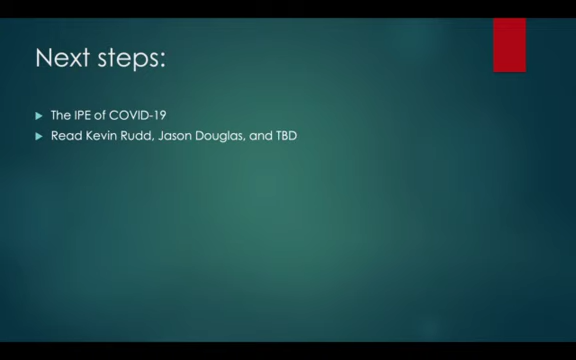 Next steps:
The IPE of COVID-19
Read Kevin Rudd, Jason Douglas, and TBD